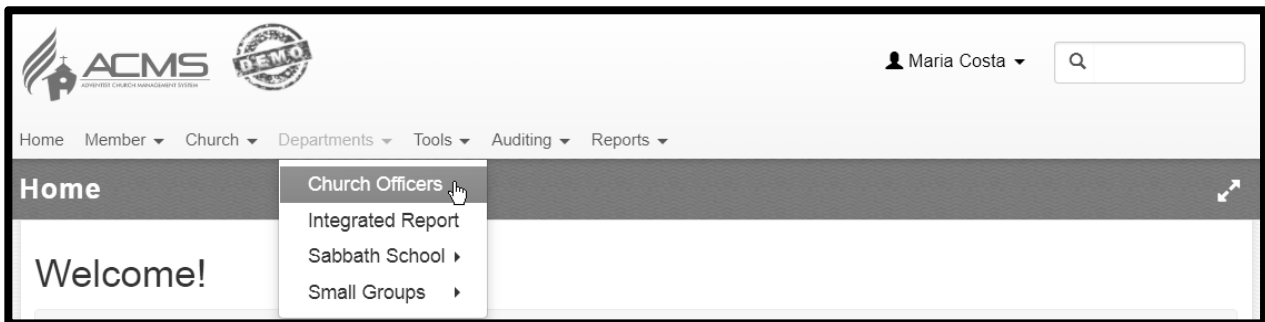 ACMS
ADVENTIST CHURCH MANAGEMENT SYSTEM
DEMO
Maria Costa
Home Member Church Departments Tools Auditing Reports
Home
Church Officers
Integrated Report
Sabbath School
Small Groups
Welcome!